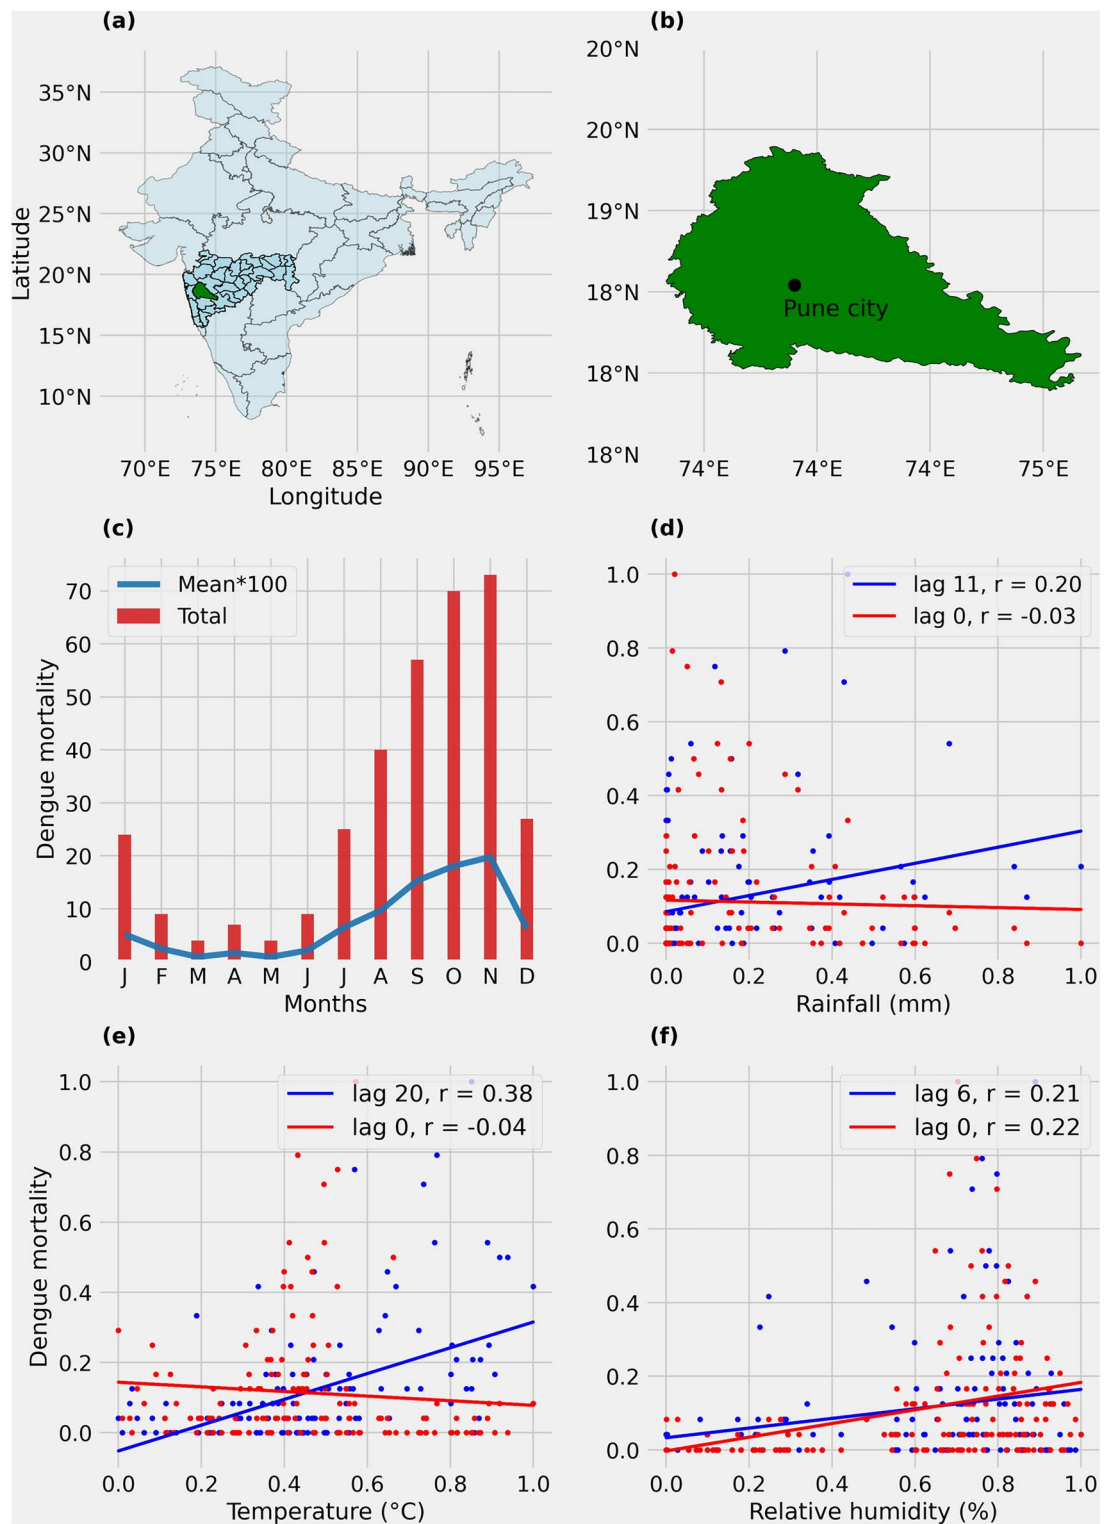 (a)
35°N
30°N
25°N
20°N
15°N
10°N
Latitude
70°E 75°E 80°E 85°E 90°E 95°E
Longitude
(b)
20°N
20°N
19°N
18°N
18°N
18°N
Pune city
74°E 74°E 74°E 75°E
(c)
Mean*100
Total
70
60
50
40
30
20
10
0
Dengue mortality
J F M A M J J A S O N D
Months
(d)
lag 11, r = 0.20
lag 0, r = -0.03
1.0
0.8
0.6
0.4
0.2
0.0
0.0 0.2 0.4 0.6 0.8 1.0
Rainfall (mm)
(e)
lag 20, r = 0.38
lag 0, r = -0.04
1.0
0.8
0.6
0.4
0.2
0.0
Dengue mortality
0.0 0.2 0.4 0.6 0.8 1.0
Temperature (°C)
(f)
lag 6, r = 0.21
lag 0, r = 0.22
1.0
0.8
0.6
0.4
0.2
0.0
0.0 0.2 0.4 0.6 0.8 1.0
Relative humidity (%)